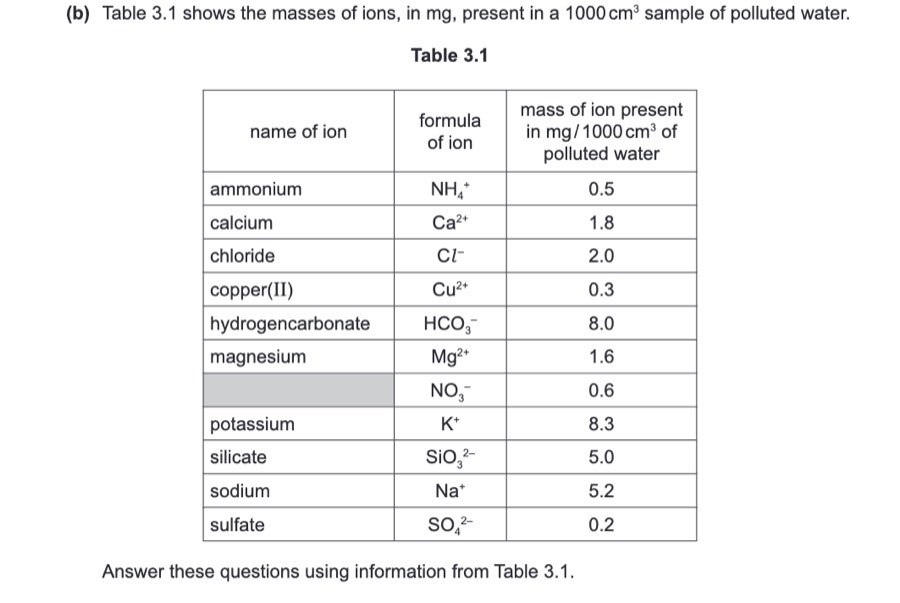 (b) Table 3.1 shows the masses of ions, in mg, present in a 1000 cm³ sample of polluted water.
Table 3.1
name of ion
formula
of ion
mass of ion present
in mg/1000 cm³ of
polluted water
ammonium NH₄⁺ 0.5
calcium Ca²⁺ 1.8
chloride Cl⁻ 2.0
copper(II) Cu²⁺ 0.3
hydrogencarbonate HCO₃⁻ 8.0
magnesium Mg²⁺ 1.6
NO₃⁻ 0.6
potassium K⁺ 8.3
silicate SiO₃²⁻ 5.0
sodium Na⁺ 5.2
sulfate SO₄²⁻ 0.2
Answer these questions using information from Table 3.1.